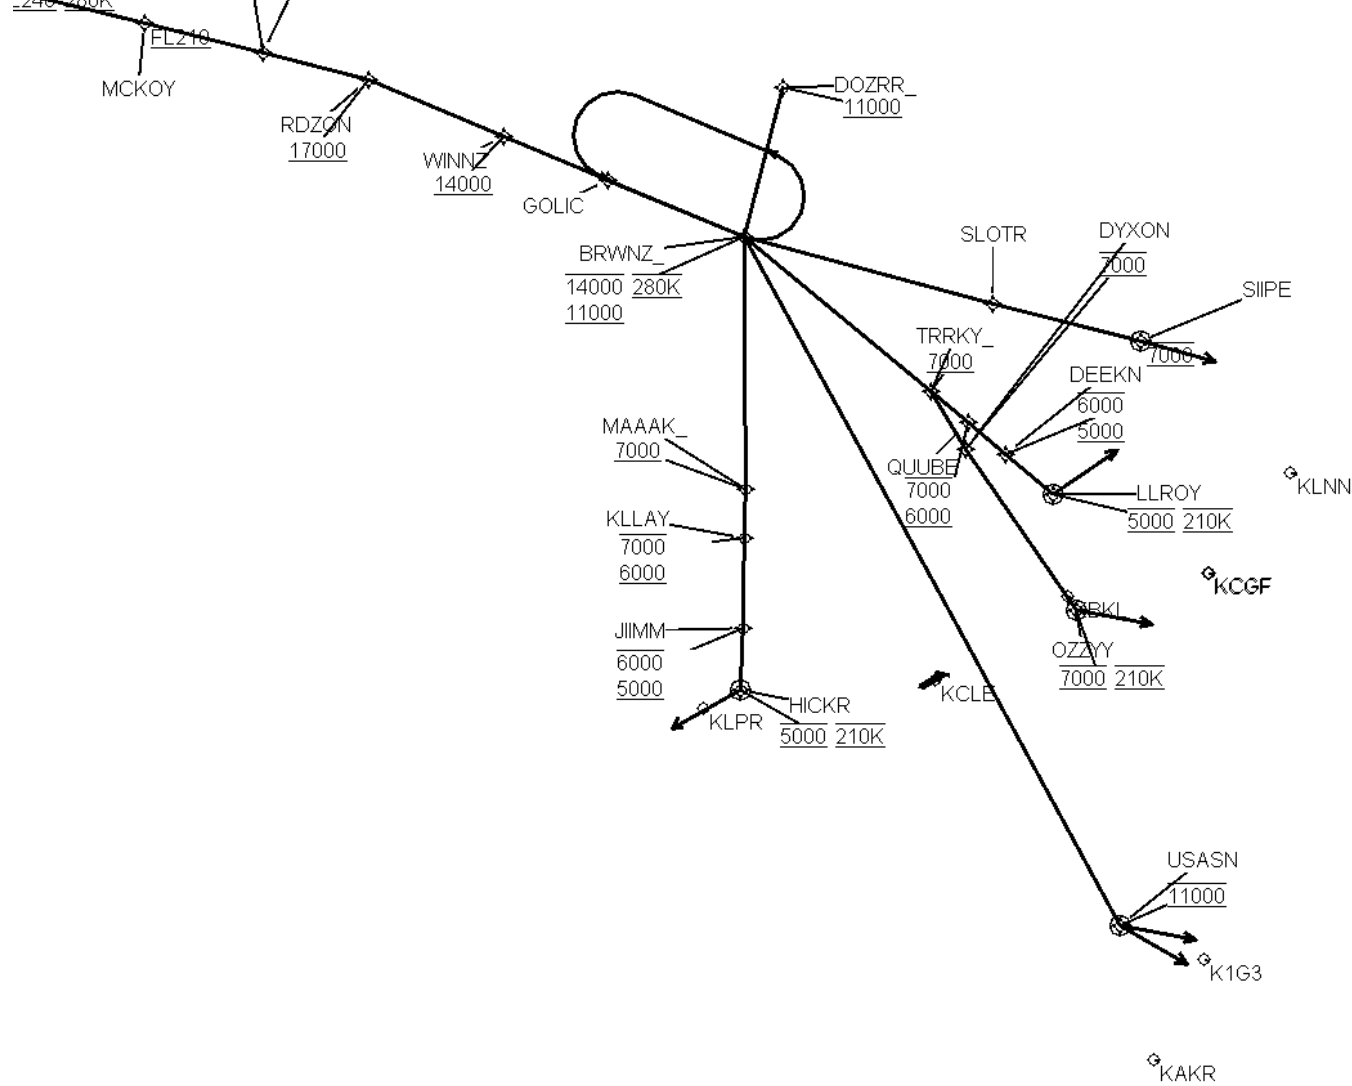 280K
FL210
MCKOY
DOZRR_
11000
RDZON
17000
WINNZ
14000
GOLIC
BRWNZ_
14000 280K
11000
SLOTR
DYXON
7000
SIIPE
7000
TRRKY_
7000
DEEKN
6000
5000
MAAAK_
7000
QUUBE
7000
6000
LLROY
5000 210K
KLNN
KLLAY
7000
6000
KCGF
BKL
JIIMM
6000
5000
OZZYY
7000 210K
KCLE
HICKR
5000 210K
KLPR
USASN
11000
K1G3
KAKR